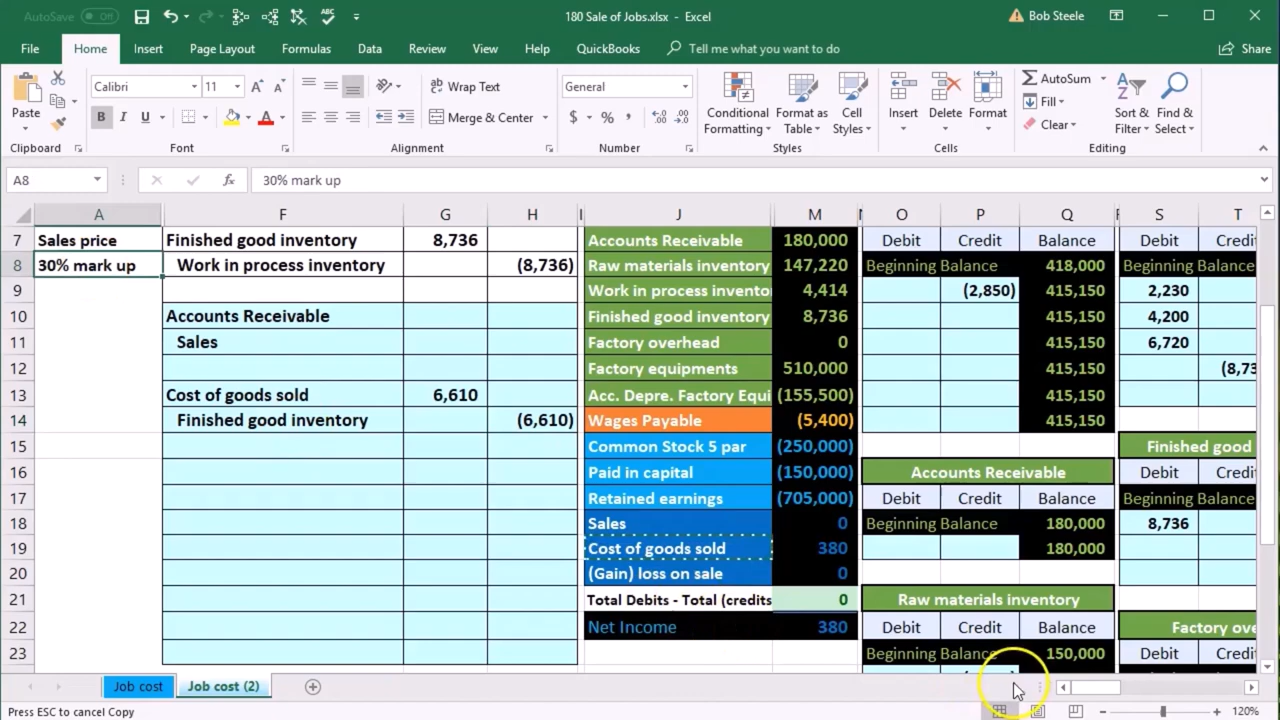 AutoSave Off 180 Sale of Jobs.xlsx - Excel Bob Steele
File Home Insert Page Layout Formulas Data Review View Help QuickBooks Tell me what you want to do Share
Paste Calibri 11 Wrap Text General Conditional Formatting Format as Table Cell Styles Insert Delete Format AutoSum Sort & Filter Find & Select
Merge & Center Fill
Clear
Clipboard Font Alignment Number Styles Cells Editing
A8 fx 30% mark up
A F G H I J M O P Q S T
7 Sales price Finished good inventory 8,736 Accounts Receivable 180,000 Debit Credit Balance Debit
8 30% mark up Work in process inventory (8,736) Raw materials inventory 147,220 Beginning Balance 418,000 Beginning Balance
9 Work in process invento 4,414 (2,850) 415,150 2,230
10 Accounts Receivable Finished good inventory 8,736 415,150 4,200
11 Sales Factory overhead 0 415,150 6,720
12 Factory equipments 510,000 415,150 (8,73
13 Cost of goods sold 6,610 Acc. Depre. Factory Equi (155,500) 415,150
14 Finished good inventory (6,610) Wages Payable (5,400) 415,150
15 Common Stock 5 par (250,000) Finished good
16 Paid in capital (150,000) Accounts Receivable Debit
17 Retained earnings (705,000) Debit Credit Balance Beginning Balance
18 Sales 0 Beginning Balance 180,000 8,736
19 Cost of goods sold 380 180,000
20 (Gain) loss on sale 0
21 Total Debits - Total (credits 0 Raw materials inventory
22 Net Income 380 Debit Credit Balance Factory ove
23 Beginning Balance 150,000 Debit
Job cost Job cost (2)
Press ESC to cancel Copy 120%